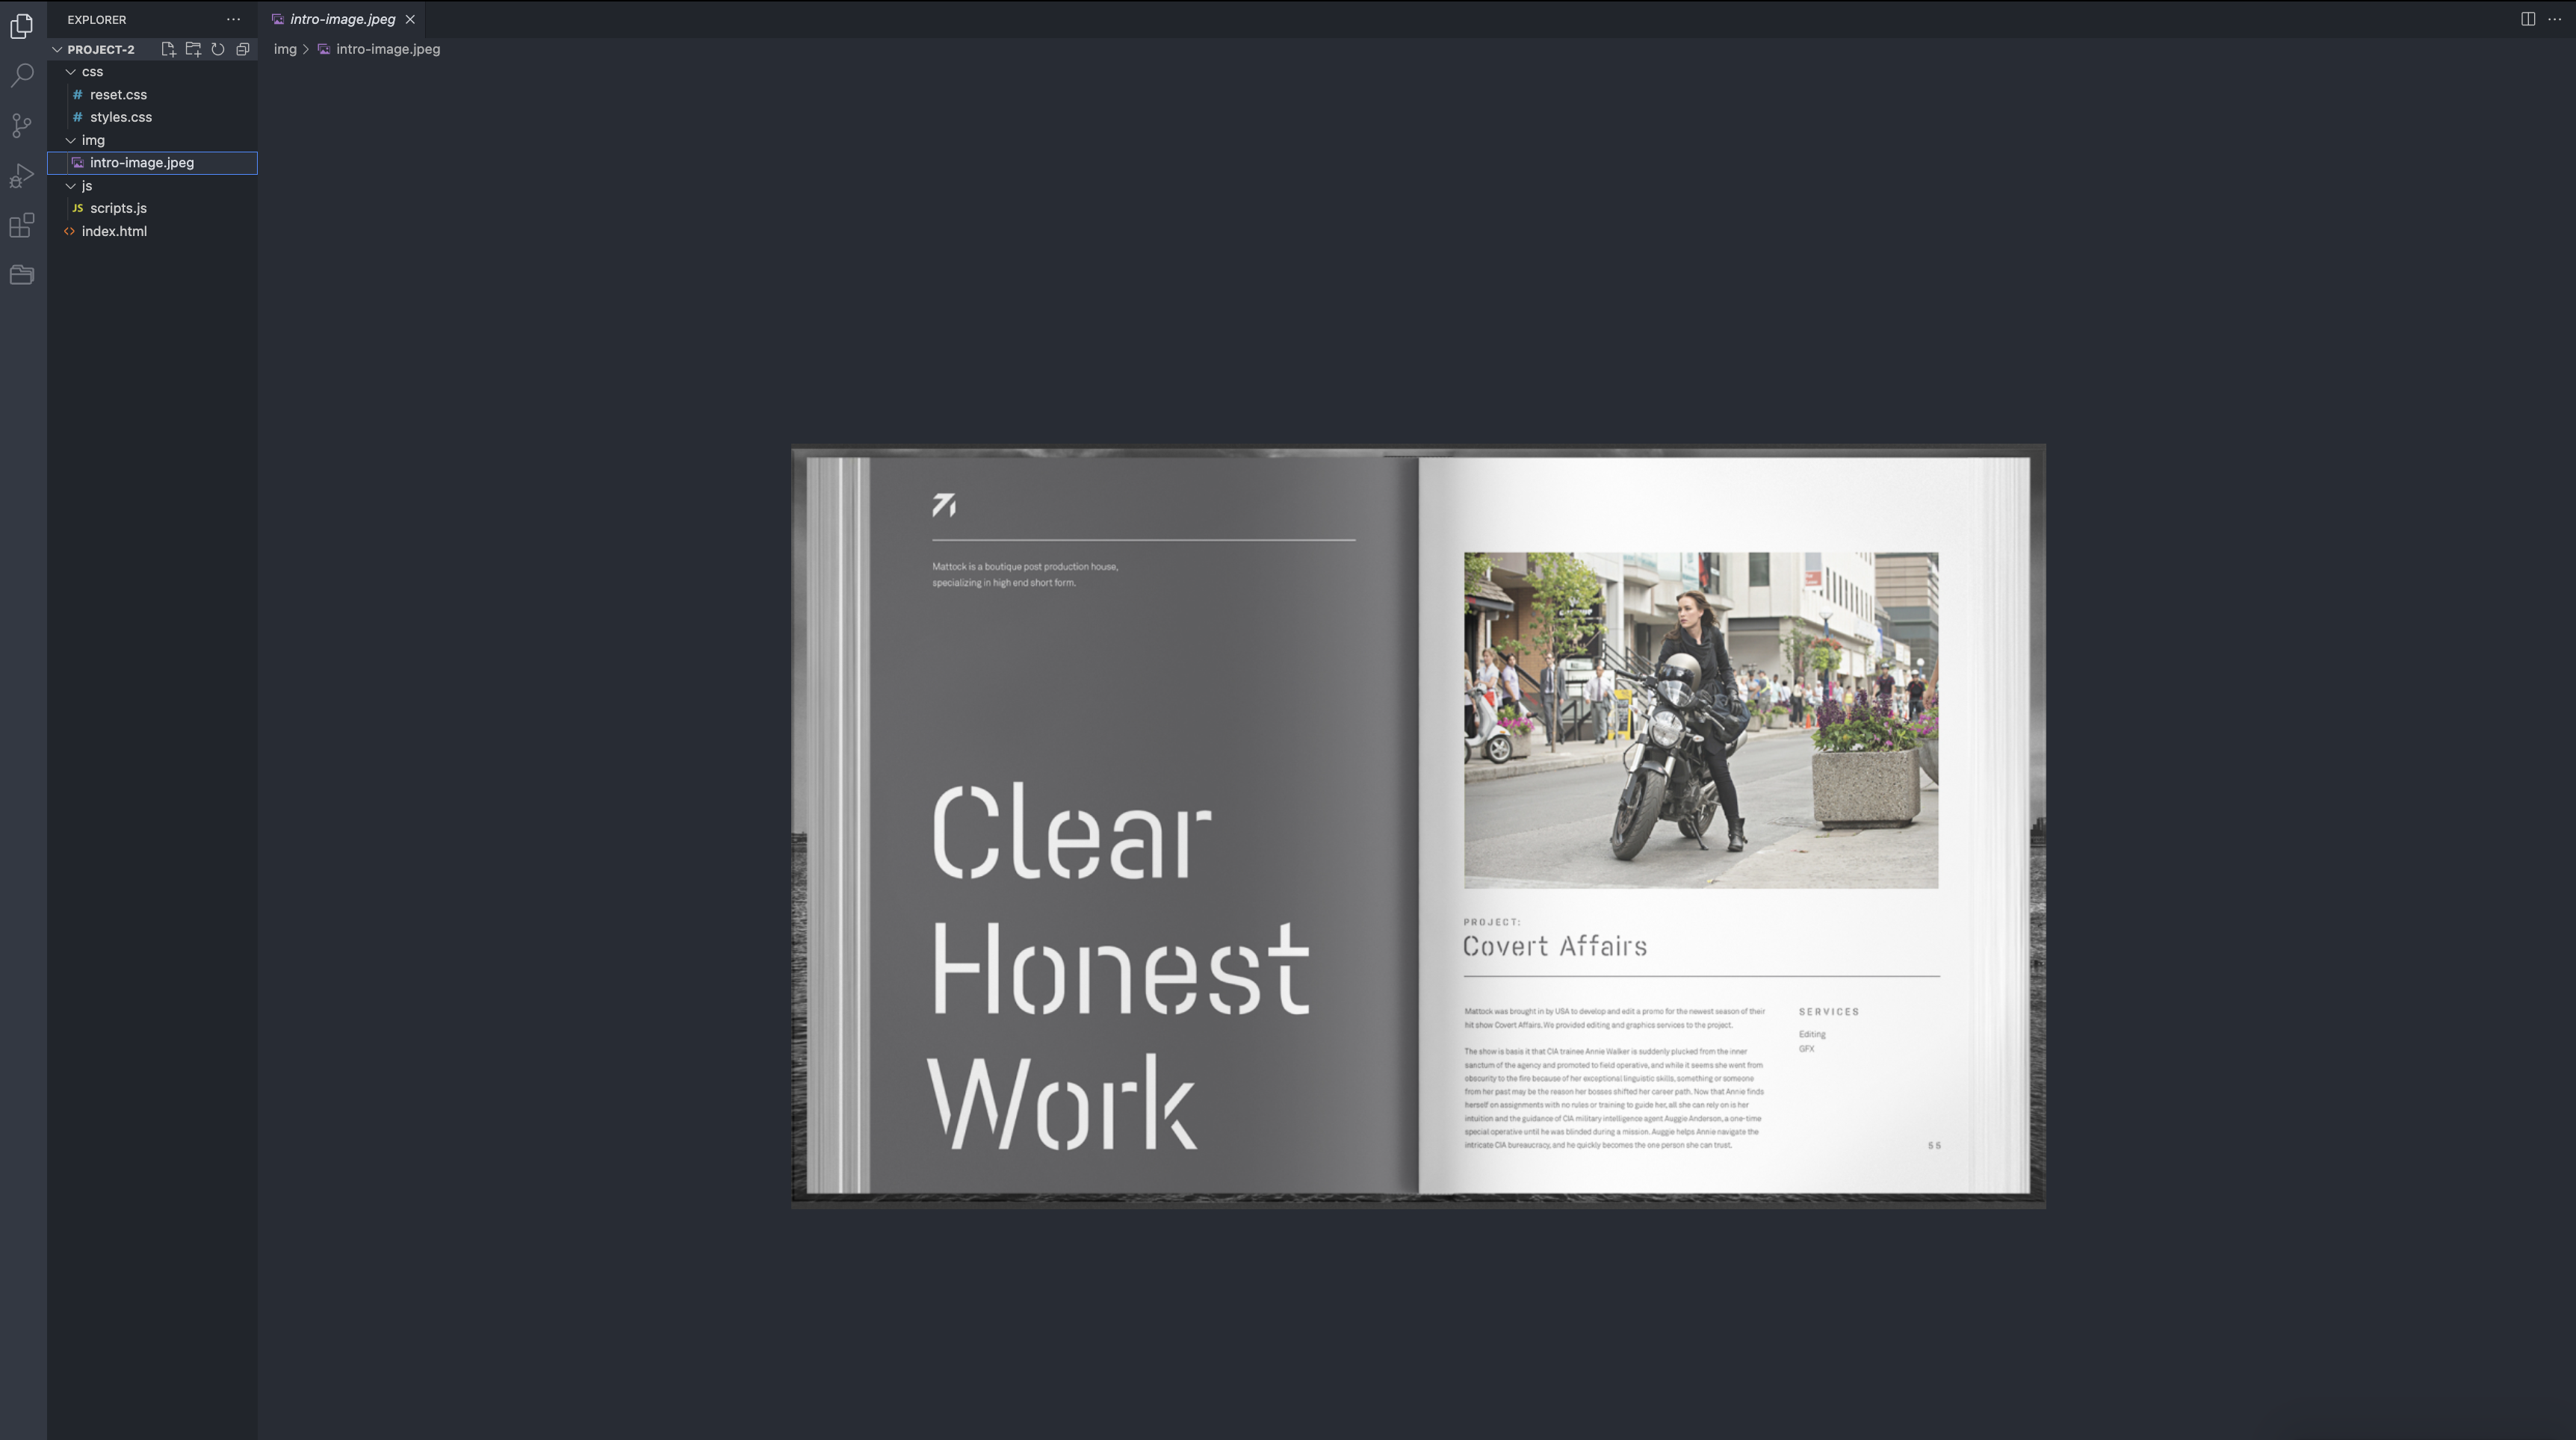 EXPLORER
intro-image.jpeg
PROJECT-2
img
intro-image.jpeg
css
# reset.css
# styles.css
img
intro-image.jpeg
js
JS scripts.js
<> index.html
Mattock is a boutique post production house,
specializing in high end short form.
Clear
Honest
Work
PROJECT:
Covert Affairs
Mattock was brought in by USA to develop and edit a promo for the newest season of their
hit show Covert Affairs. We provided editing and graphics services to the project.
The show is basis it that CIA trainee Annie Walker is suddenly plucked from the inner
sanctum of the agency and promoted to field operative, and while it seems she went from
obscurity to the fire because of her exceptional linguistic skills, something or someone
from her past may be the reason her bosses shifted her career path. Now that Annie finds
herself on assignments with no rules or training to guide her, all she can rely on is her
intuition and the guidance of CIA military intelligence agent Auggie Anderson, a one-time
special operative until he was blinded during a mission. Auggie helps Annie navigate the
intricate CIA bureaucracy, and he quickly becomes the one person she can trust.
SERVICES
Editing
GFX
55